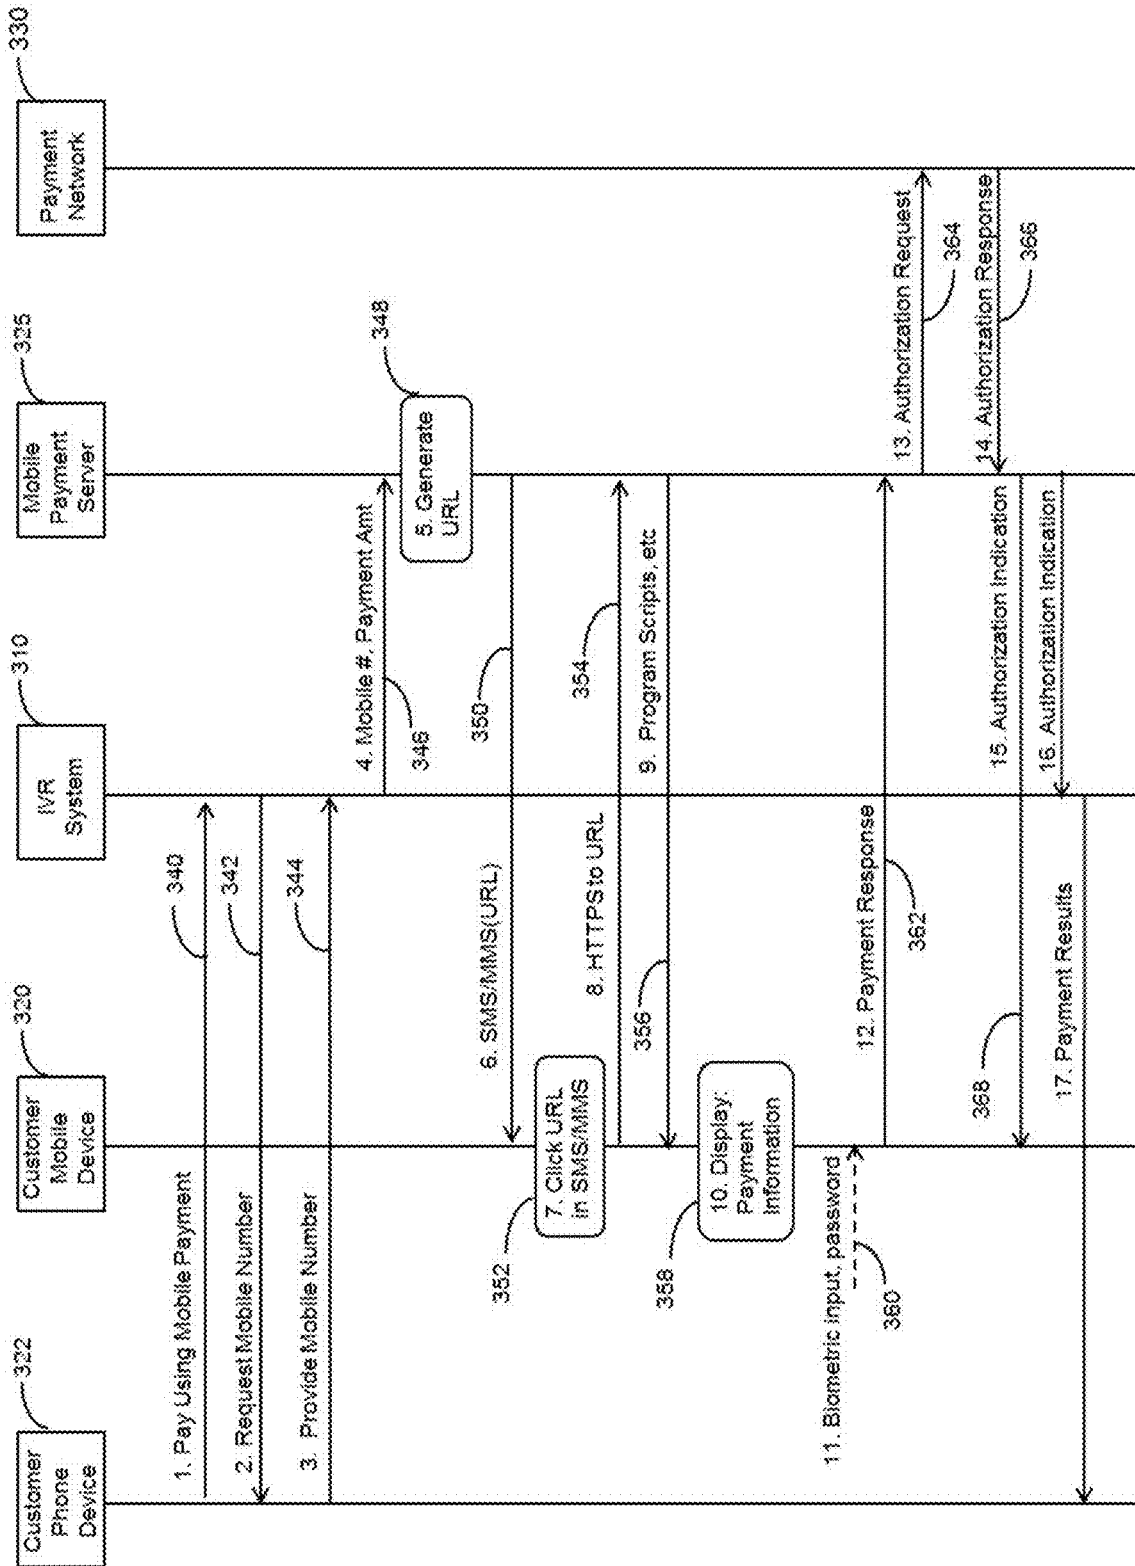 322
Customer
Phone
Device
320
Customer
Mobile
Device
310
IVR
System
325
Mobile
Payment
Server
330
Payment
Network
1. Pay Using Mobile Payment
340
2. Request Mobile Number
342
3. Provide Mobile Number
344
4. Mobile #, Payment Amt
346
5. Generate
URL
348
6. SMS/MMS(URL)
350
7. Click URL
in SMS/MMS
352
8. HTTPS to URL
354
9. Program Scripts, etc
356
10. Display:
Payment
Information
358
11. Biometric input, password
360
12. Payment Response
362
13. Authorization Request
364
14. Authorization Response
366
15. Authorization Indication
368
16. Authorization Indication
17. Payment Results